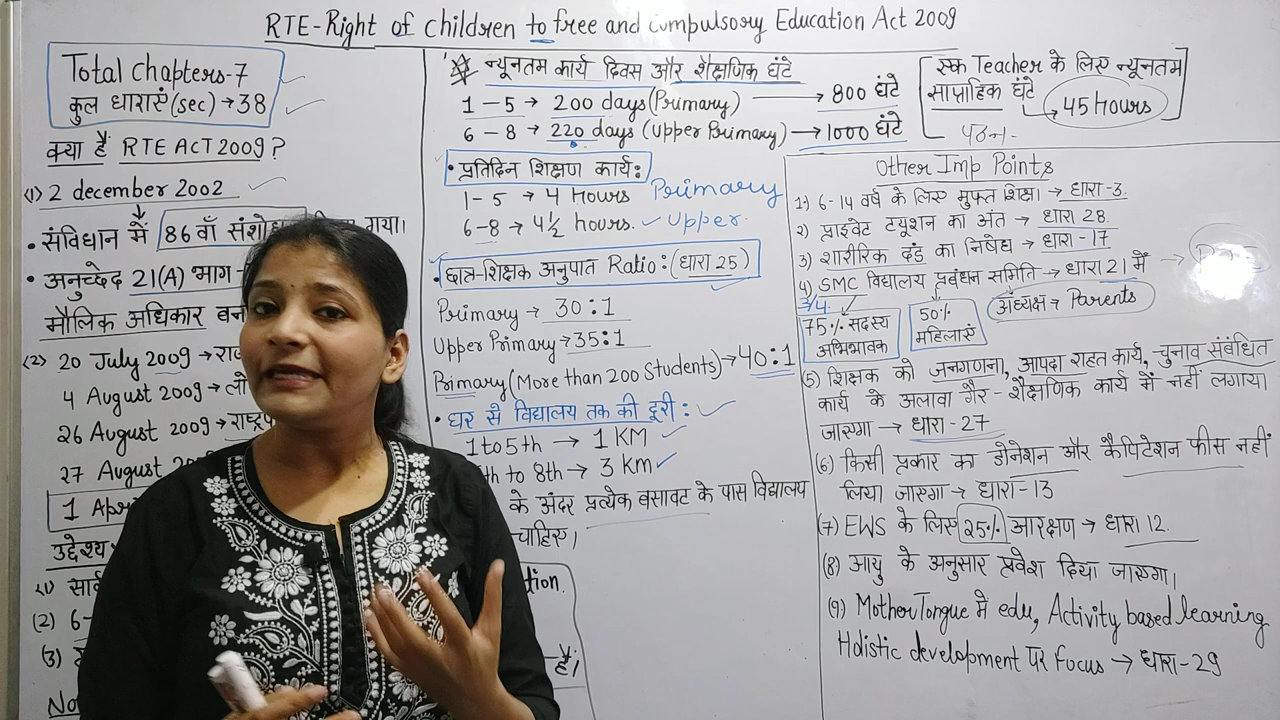 RTE-Right of children to free and compulsory Education Act 2009
Total Chapters-7
कुल धाराएं (sec) → 38
क्या है RTE ACT 2009 ?
(1) 2 december 2002
• संविधान में 86 वाँ गया।
• अनुच्छेद 21(A) भाग-
मौलिक अधिकार
(2) 20 July 2009 →
4 August 2009 →
26 August 2009 →
27 August
1
उद्देश्य
(1)
(2) 6-
(3)
न्यूनतम कार्य दिवस और शैक्षणिक घंटे
1 - 5 → 200 days (Primary) → 800 घंटे
6 - 8 → 220 days (Upper Primary) → 1000 घंटे
• प्रतिदिन शिक्षण कार्य:
1- 5 → 4 Hours Primary
6-8 → 4½ hours. Upper
• छात्र-शिक्षक अनुपात Ratio: (धारा 25)
Primary → 30:1
Upper Primary → 35:1
Primary (More than 200 Students) → 40:1
• घर से विद्यालय तक की दूरी:
1 to 5th → 1 KM
th to 8th → 3 KM
के अंदर प्रत्येक बसावट के पास विद्यालय
चाहिए।
tion.
है।
एक Teacher के लिए न्यूनतम
साप्ताहिक घंटे
→ 45 Hours
Other Imp Points
1) 6-14 वर्ष के लिए मुफ्त शिक्षा → धारा -3.
2) प्राइवेट ट्यूशन का अंत → धारा 28.
3) शारीरिक दंड का निषेध → धारा -17
4) SMC विद्यालय प्रबंधन समिति → धारा 21 में →
3/4
75% सदस्य अभिभावक
50% महिलाएं
अध्यक्ष → Parents
(5) शिक्षक को जनगणना, आपदा राहत कार्य, चुनाव संबंधित
कार्य के अलावा गैर - शैक्षणिक कार्य में नहीं लगाया
जाएगा → धारा - 27
(6) किसी प्रकार का डोनेशन और कैपिटेशन फीस नहीं
लिया जाएगा → धारा - 13
(7) EWS के लिए 25% आरक्षण → धारा 12.
(8) आयु के अनुसार प्रवेश दिया जाएगा।
(9) Mother Tongue में edu, Activity based learning
Holistic development पर focus → धारा - 29